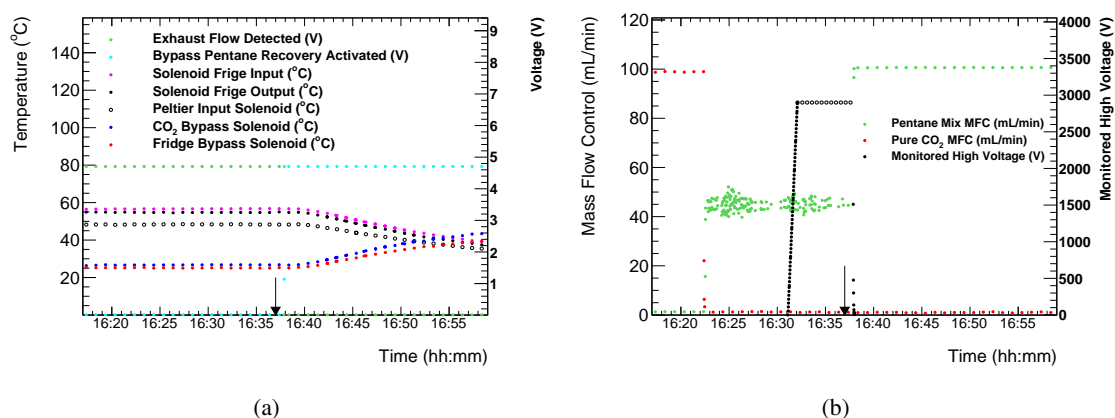 Temperature (°C)
140
120
100
80
60
40
20
Exhaust Flow Detected (V)
Bypass Pentane Recovery Activated (V)
Solenoid Frige Input (°C)
Solenoid Frige Output (°C)
Peltier Input Solenoid (°C)
CO₂ Bypass Solenoid (°C)
Fridge Bypass Solenoid (°C)
Voltage (V)
9
8
7
6
5
4
3
2
1
16:20 16:25 16:30 16:35 16:40 16:45 16:50 16:55
Time (hh:mm)
(a)
Mass Flow Control (mL/min)
120
100
80
60
40
20
0
Pentane Mix MFC (mL/min)
Pure CO₂ MFC (mL/min)
Monitored High Voltage (V)
Monitored High Voltage (V)
4000
3500
3000
2500
2000
1500
1000
500
0
16:20 16:25 16:30 16:35 16:40 16:45 16:50 16:55
Time (hh:mm)
(b)